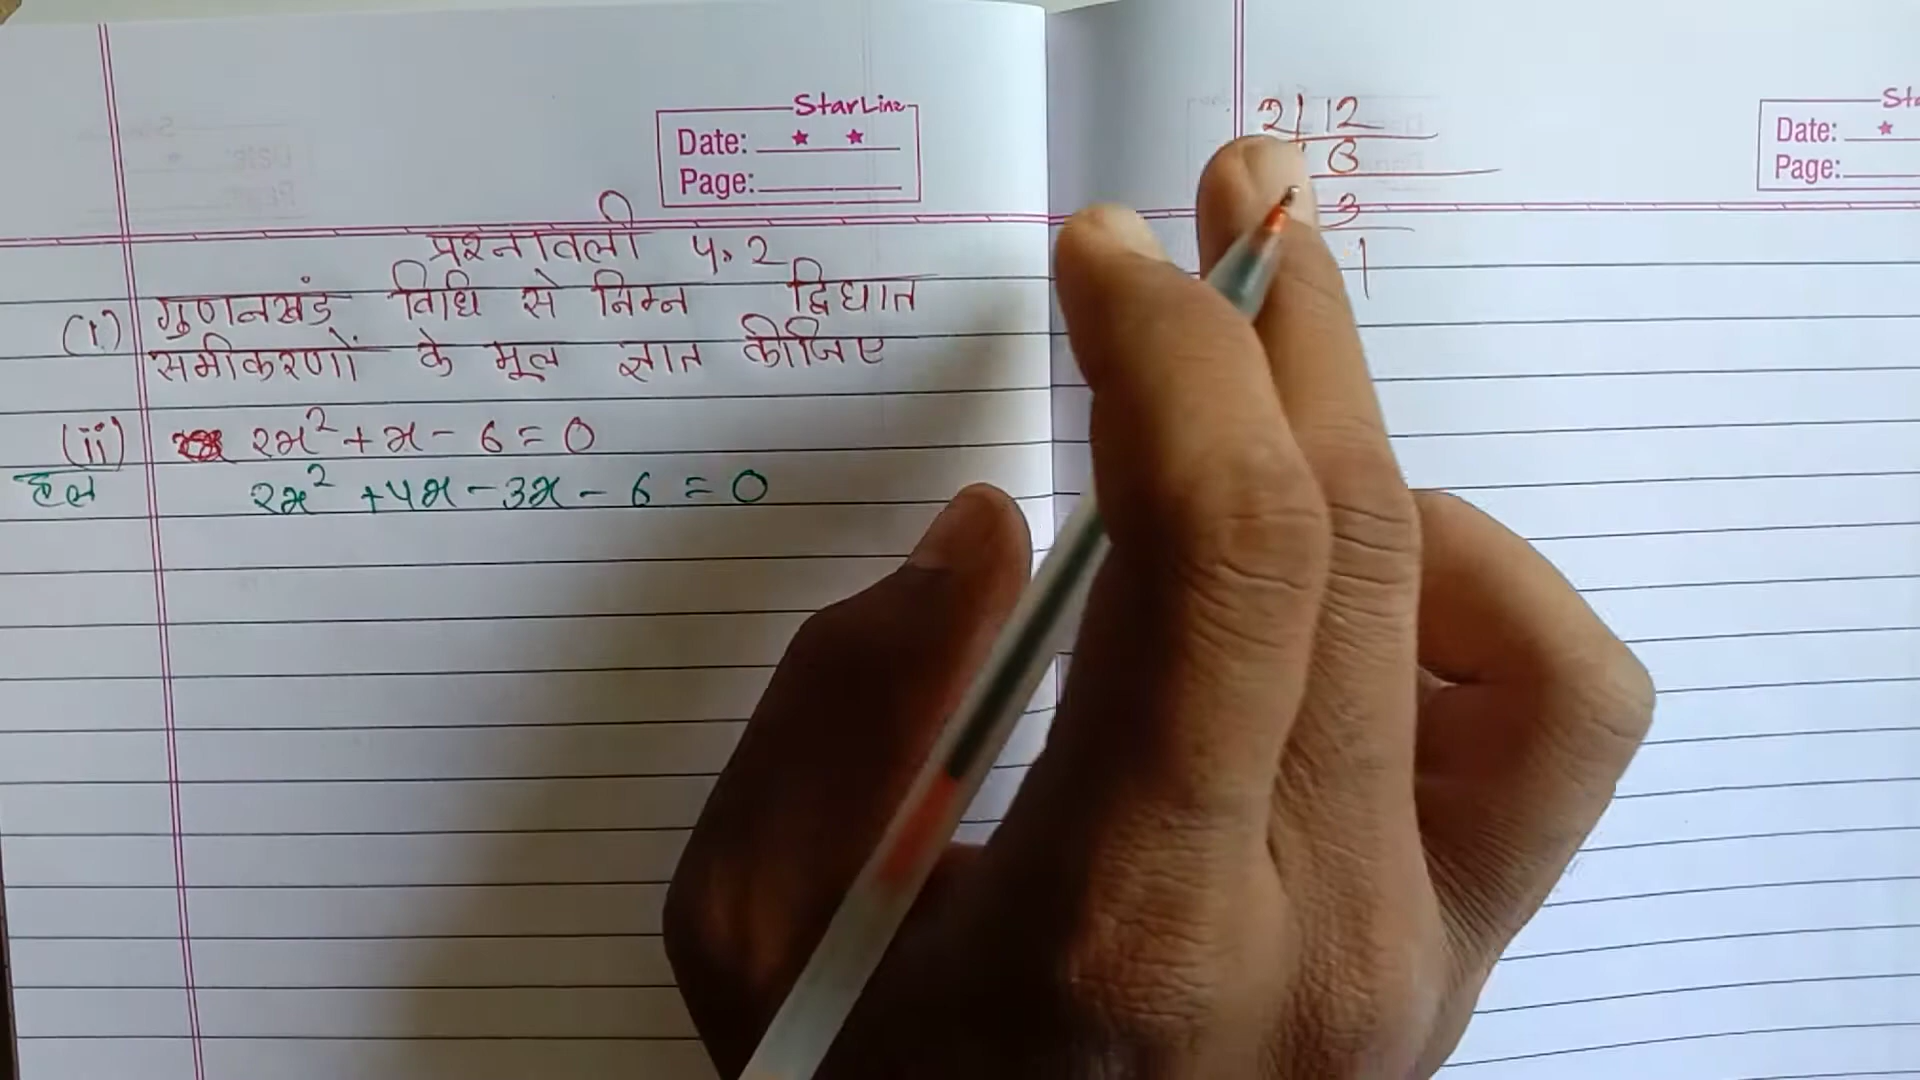 StarLine
Date:
Page:
प्रश्नावली 4.2
(i) गुणनखंड विधि से निम्न द्विघात
समीकरणों के मूल ज्ञात कीजिए
(ii) 2x² + x - 6 = 0
हल 2x² + 4x - 3x - 6 = 0
2 | 12
6
3
1
Date:
Page: